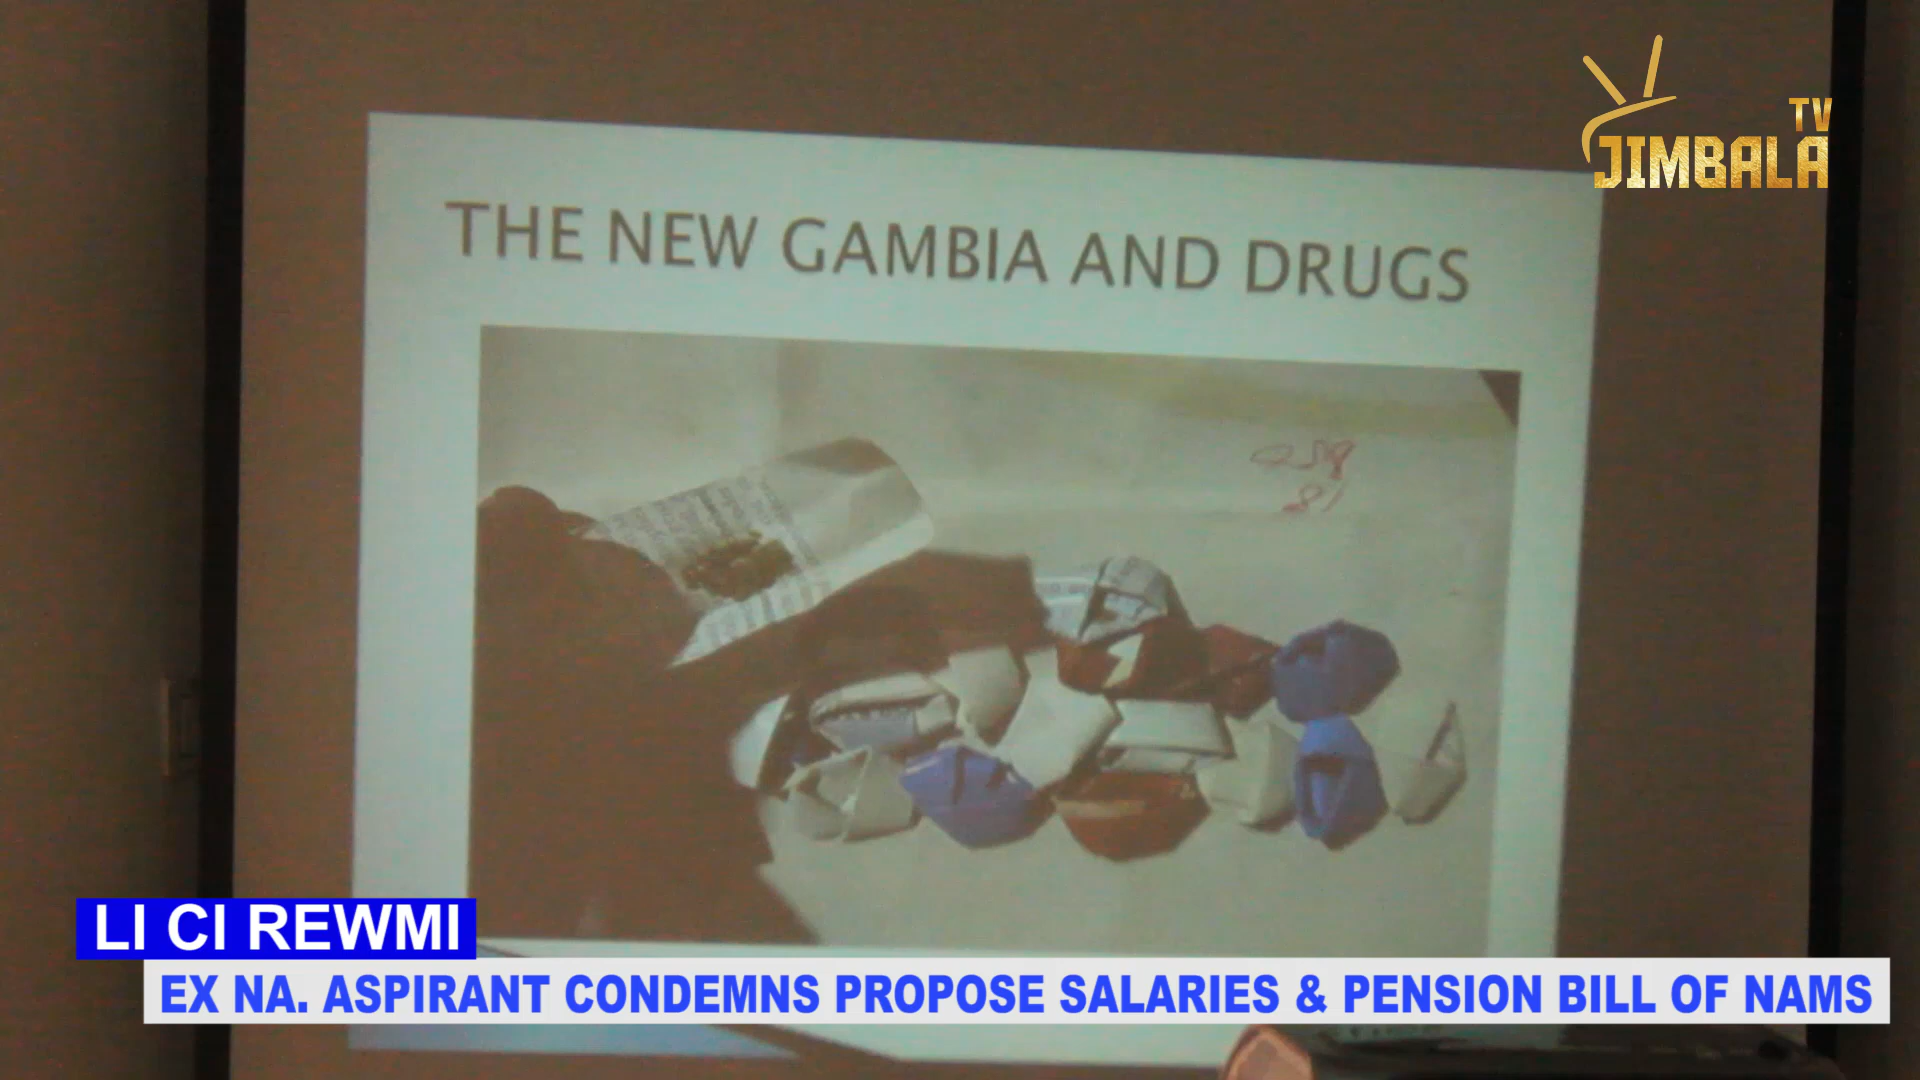 TV
JIMBALA
THE NEW GAMBIA AND DRUGS
LI CI REWMI
EX NA. ASPIRANT CONDEMNS PROPOSE SALARIES & PENSION BILL OF NAMS